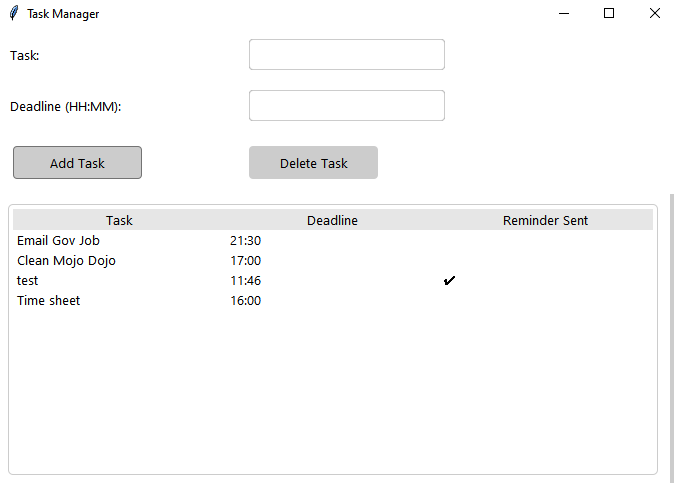 Task Manager
Task:
Deadline (HH:MM):
Add Task Delete Task
Task Deadline Reminder Sent
Email Gov Job 21:30
Clean Mojo Dojo 17:00
test 11:46 ✔
Time sheet 16:00